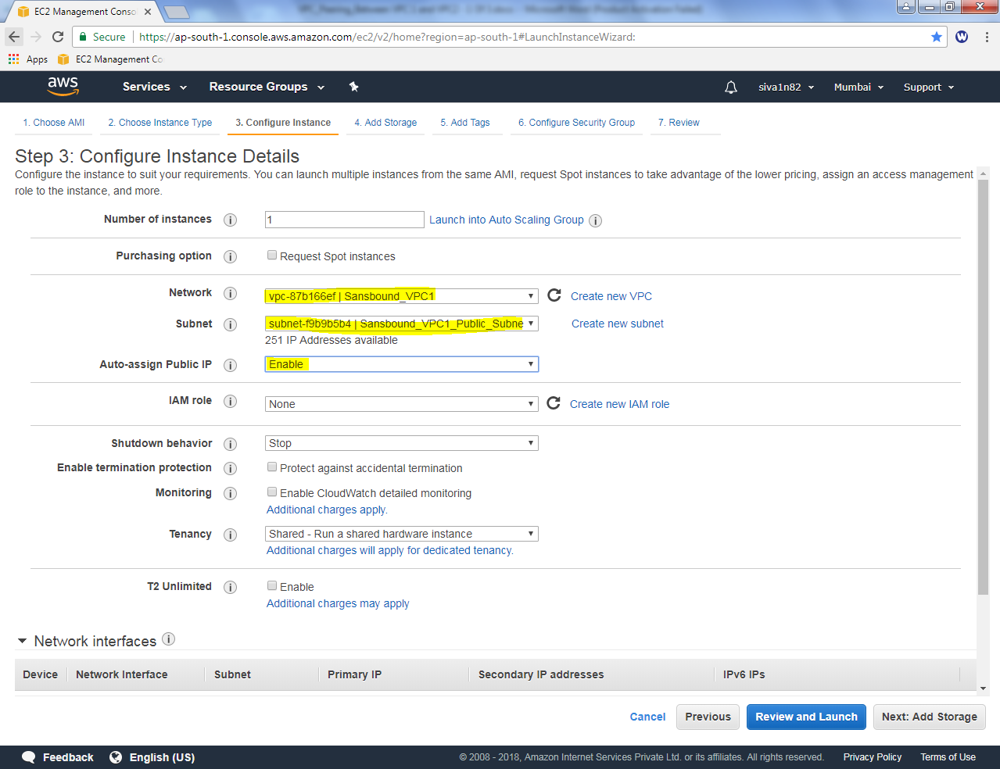 EC2 Management Conso
Secure
https://ap-south-1.console.aws.amazon.com/ec2/v2/home?region=ap-south-1#LaunchInstanceWizard:
W
Apps
EC2 Management Co
aws Services Resource Groups siva1n82 Mumbai Support
1. Choose AMI 2. Choose Instance Type 3. Configure Instance 4. Add Storage 5. Add Tags 6. Configure Security Group 7. Review
Step 3: Configure Instance Details
Configure the instance to suit your requirements. You can launch multiple instances from the same AMI, request Spot instances to take advantage of the lower pricing, assign an access management
role to the instance, and more.
Number of instances i 1 Launch into Auto Scaling Group i
Purchasing option i Request Spot instances
Network i vpc-87b166ef | Sansbound_VPC1 Create new VPC
Subnet i subnet-f9b9b5b4 | Sansbound_VPC1_Public_Subne Create new subnet
251 IP Addresses available
Auto-assign Public IP i Enable
IAM role i None Create new IAM role
Shutdown behavior i Stop
Enable termination protection i Protect against accidental termination
Monitoring i Enable CloudWatch detailed monitoring
Additional charges apply.
Tenancy i Shared - Run a shared hardware instance
Additional charges will apply for dedicated tenancy.
T2 Unlimited i Enable
Additional charges may apply
Network interfaces i
Device Network Interface Subnet Primary IP Secondary IP addresses IPv6 IPs
Cancel Previous Review and Launch Next: Add Storage
Feedback English (US) © 2008 - 2018, Amazon Internet Services Private Ltd. or its affiliates. All rights reserved. Privacy Policy Terms of Use